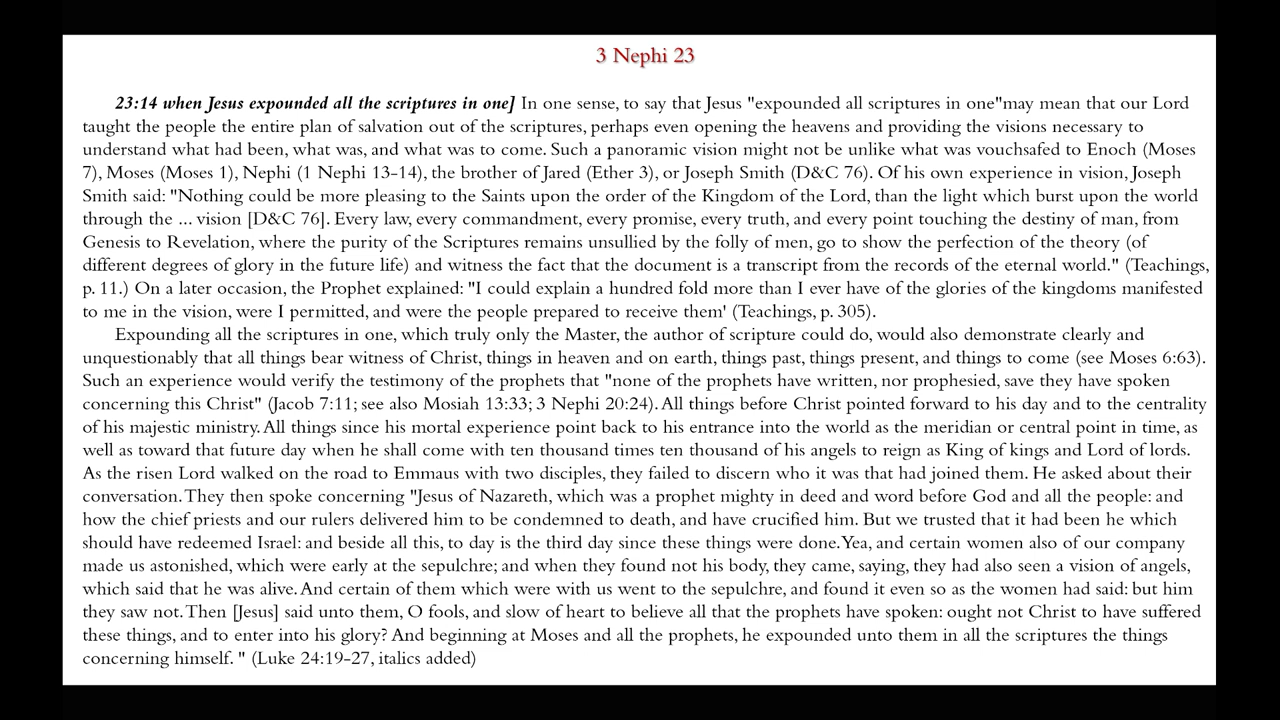 3 Nephi 23
23:14 when Jesus expounded all the scriptures in one] In one sense, to say that Jesus "expounded all scriptures in one"may mean that our Lord
taught the people the entire plan of salvation out of the scriptures, perhaps even opening the heavens and providing the visions necessary to
understand what had been, what was, and what was to come. Such a panoramic vision might not be unlike what was vouchsafed to Enoch (Moses
7), Moses (Moses 1), Nephi (1 Nephi 13-14), the brother of Jared (Ether 3), or Joseph Smith (D&C 76). Of his own experience in vision, Joseph
Smith said: "Nothing could be more pleasing to the Saints upon the order of the Kingdom of the Lord, than the light which burst upon the world
through the ... vision [D&C 76]. Every law, every commandment, every promise, every truth, and every point touching the destiny of man, from
Genesis to Revelation, where the purity of the Scriptures remains unsullied by the folly of men, go to show the perfection of the theory (of
different degrees of glory in the future life) and witness the fact that the document is a transcript from the records of the eternal world." (Teachings,
p. 11.) On a later occasion, the Prophet explained: "I could explain a hundred fold more than I ever have of the glories of the kingdoms manifested
to me in the vision, were I permitted, and were the people prepared to receive them' (Teachings, p. 305).
Expounding all the scriptures in one, which truly only the Master, the author of scripture could do, would also demonstrate clearly and
unquestionably that all things bear witness of Christ, things in heaven and on earth, things past, things present, and things to come (see Moses 6:63).
Such an experience would verify the testimony of the prophets that "none of the prophets have written, nor prophesied, save they have spoken
concerning this Christ" (Jacob 7:11; see also Mosiah 13:33; 3 Nephi 20:24). All things before Christ pointed forward to his day and to the centrality
of his majestic ministry. All things since his mortal experience point back to his entrance into the world as the meridian or central point in time, as
well as toward that future day when he shall come with ten thousand times ten thousand of his angels to reign as King of kings and Lord of lords.
As the risen Lord walked on the road to Emmaus with two disciples, they failed to discern who it was that had joined them. He asked about their
conversation. They then spoke concerning "Jesus of Nazareth, which was a prophet mighty in deed and word before God and all the people: and
how the chief priests and our rulers delivered him to be condemned to death, and have crucified him. But we trusted that it had been he which
should have redeemed Israel: and beside all this, to day is the third day since these things were done. Yea, and certain women also of our company
made us astonished, which were early at the sepulchre; and when they found not his body, they came, saying, they had also seen a vision of angels,
which said that he was alive. And certain of them which were with us went to the sepulchre, and found it even so as the women had said: but him
they saw not. Then [Jesus] said unto them, O fools, and slow of heart to believe all that the prophets have spoken: ought not Christ to have suffered
these things, and to enter into his glory? And beginning at Moses and all the prophets, he expounded unto them in all the scriptures the things
concerning himself. " (Luke 24:19-27, italics added)